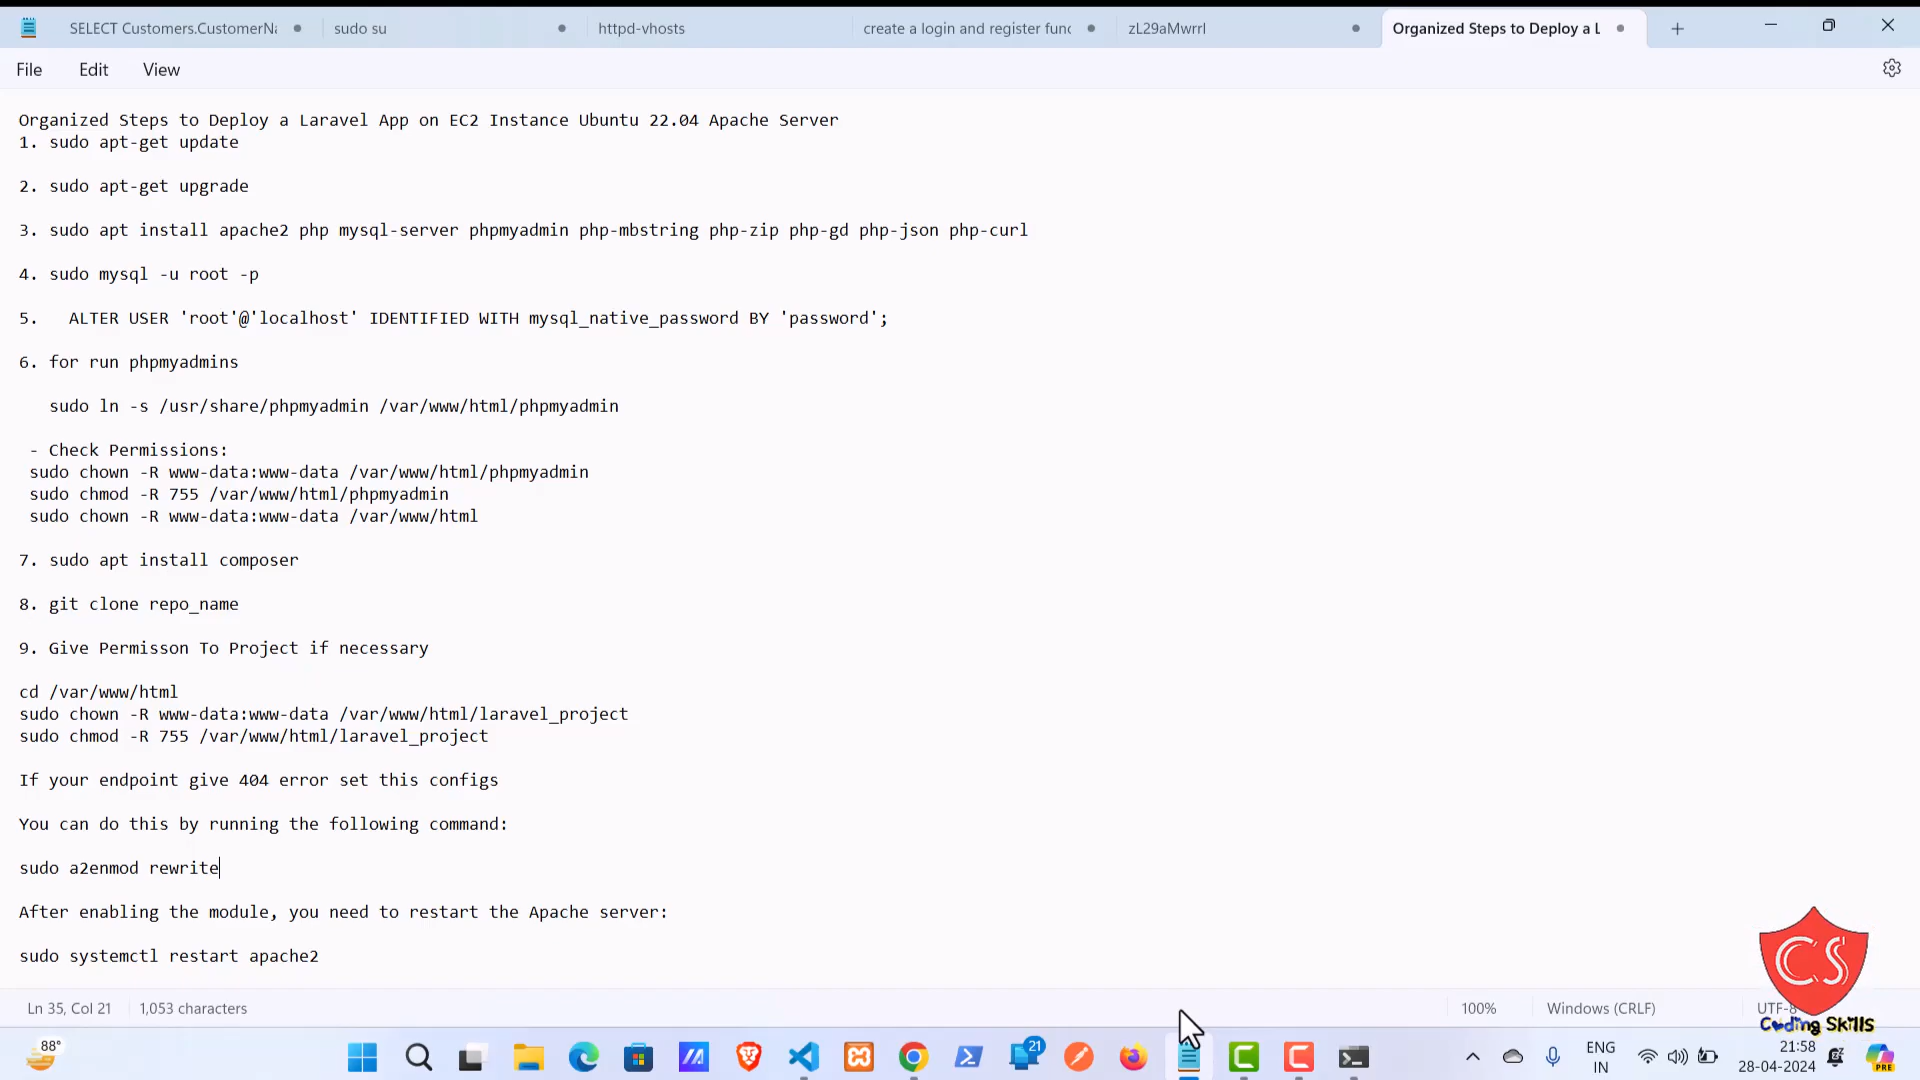 SELECT Customers.CustomerNa
sudo su
httpd-vhosts
create a login and register func
zL29aMwrrI
Organized Steps to Deploy a L
File
Edit
View
Organized Steps to Deploy a Laravel App on EC2 Instance Ubuntu 22.04 Apache Server
1. sudo apt-get update
2. sudo apt-get upgrade
3. sudo apt install apache2 php mysql-server phpmyadmin php-mbstring php-zip php-gd php-json php-curl
4. sudo mysql -u root -p
5.   ALTER USER 'root'@'localhost' IDENTIFIED WITH mysql_native_password BY 'password';
6. for run phpmyadmins
sudo ln -s /usr/share/phpmyadmin /var/www/html/phpmyadmin
- Check Permissions:
sudo chown -R www-data:www-data /var/www/html/phpmyadmin
sudo chmod -R 755 /var/www/html/phpmyadmin
sudo chown -R www-data:www-data /var/www/html
7. sudo apt install composer
8. git clone repo_name
9. Give Permisson To Project if necessary
cd /var/www/html
sudo chown -R www-data:www-data /var/www/html/laravel_project
sudo chmod -R 755 /var/www/html/laravel_project
If your endpoint give 404 error set this configs
You can do this by running the following command:
sudo a2enmod rewrite
After enabling the module, you need to restart the Apache server:
sudo systemctl restart apache2
CS
Coding Skills
Ln 35, Col 21
1,053 characters
100%
Windows (CRLF)
UTF-8
88°
21
ENG
IN
21:58
28-04-2024
PRE